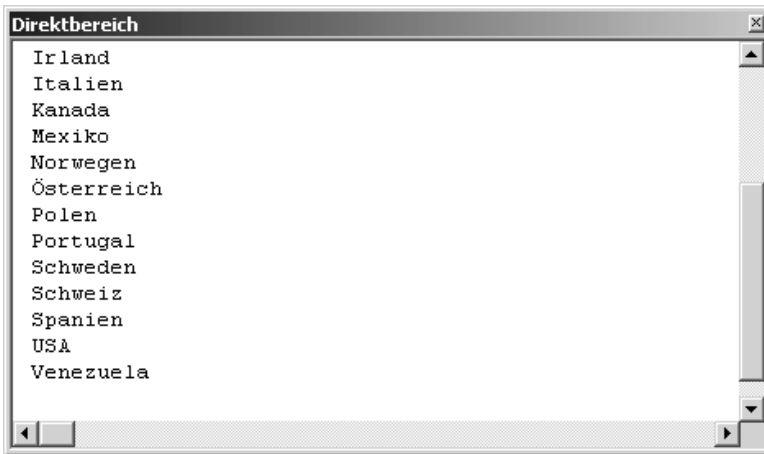 Direktbereich
Irland
Italien
Kanada
Mexiko
Norwegen
Österreich
Polen
Portugal
Schweden
Schweiz
Spanien
USA
Venezuela